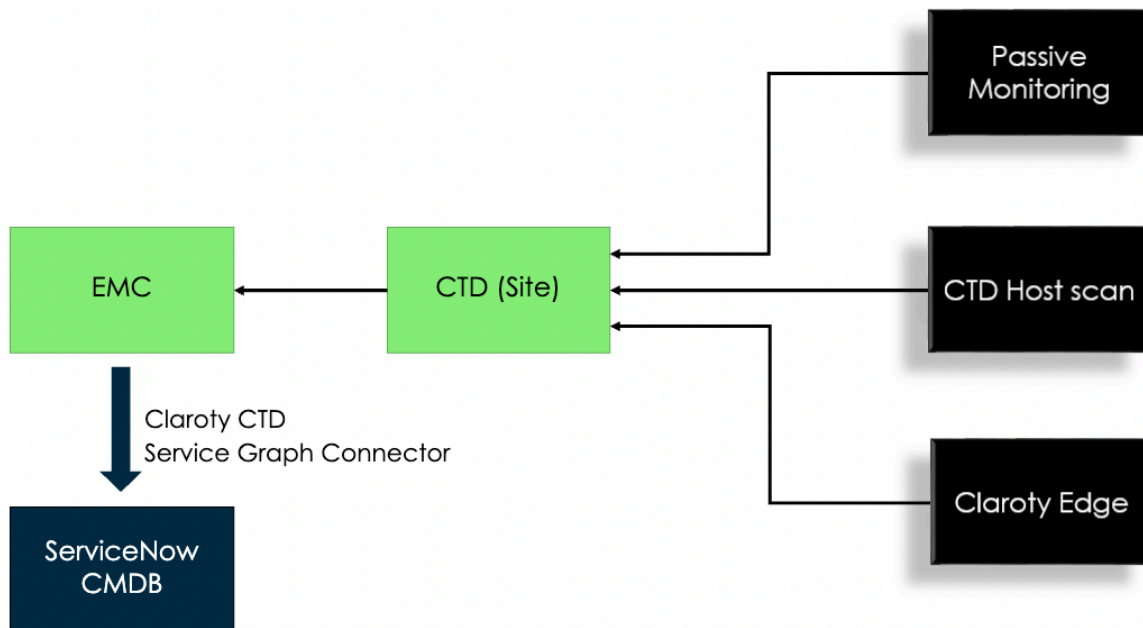 Passive
Monitoring
EMC
CTD (Site)
CTD Host scan
Claroty CTD
Service Graph Connector
Claroty Edge
ServiceNow
CMDB